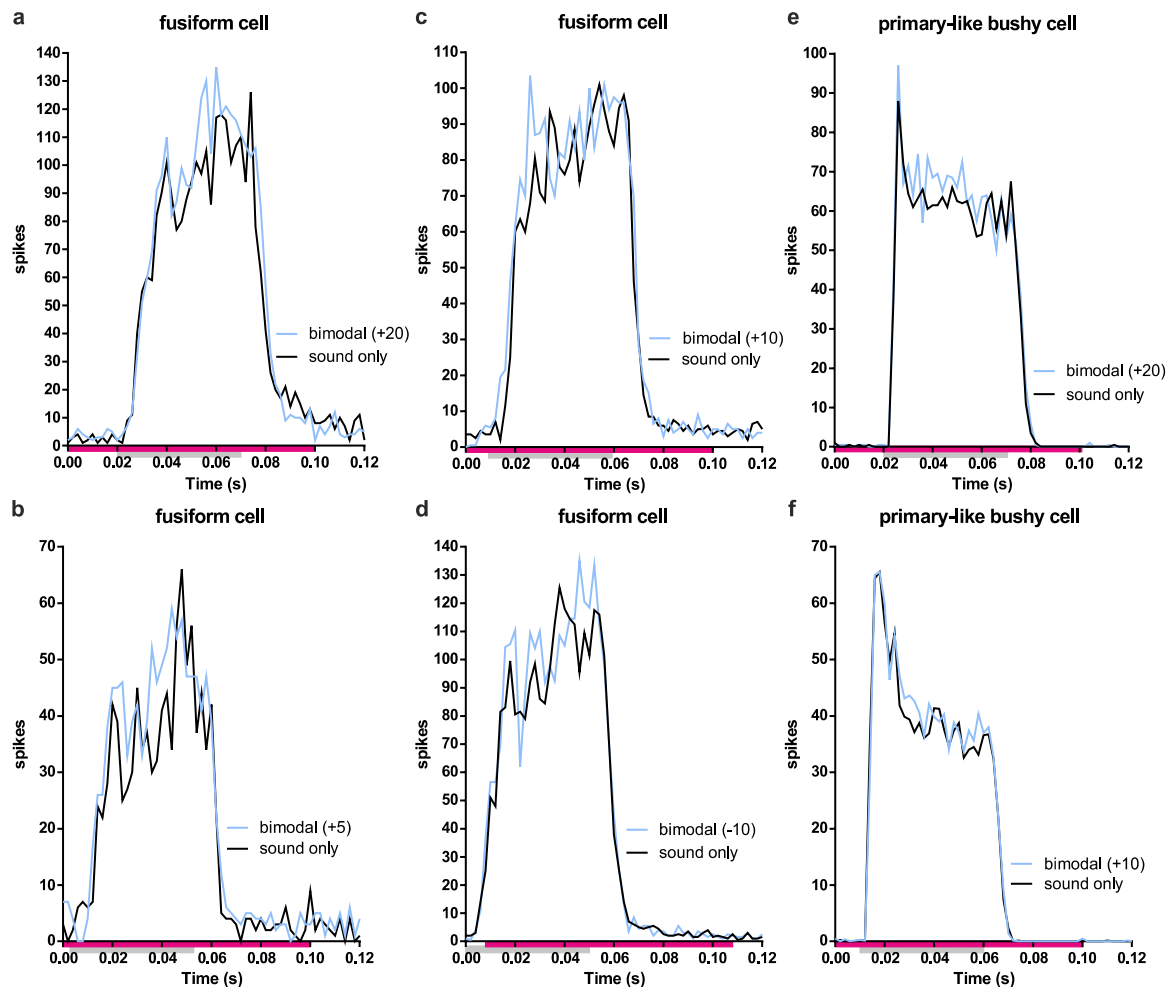 a
fusiform cell
140
130
120
110
100
90
80
70
60
50
40
30
20
10
0
spikes
bimodal (+20)
sound only
0.00 0.02 0.04 0.06 0.08 0.10 0.12
Time (s)
c
fusiform cell
110
100
90
80
70
60
50
40
30
20
10
0
spikes
bimodal (+10)
sound only
0.00 0.02 0.04 0.06 0.08 0.10 0.12
Time (s)
e
primary-like bushy cell
100
90
80
70
60
50
40
30
20
10
0
spikes
bimodal (+20)
sound only
0.00 0.02 0.04 0.06 0.08 0.10 0.12
Time (s)
b
fusiform cell
70
60
50
40
30
20
10
0
spikes
bimodal (+5)
sound only
0.00 0.02 0.04 0.06 0.08 0.10 0.12
Time (s)
d
fusiform cell
140
130
120
110
100
90
80
70
60
50
40
30
20
10
0
spikes
bimodal (-10)
sound only
0.00 0.02 0.04 0.06 0.08 0.10 0.12
Time (s)
f
primary-like bushy cell
70
60
50
40
30
20
10
0
spikes
bimodal (+10)
sound only
0.00 0.02 0.04 0.06 0.08 0.10 0.12
Time (s)